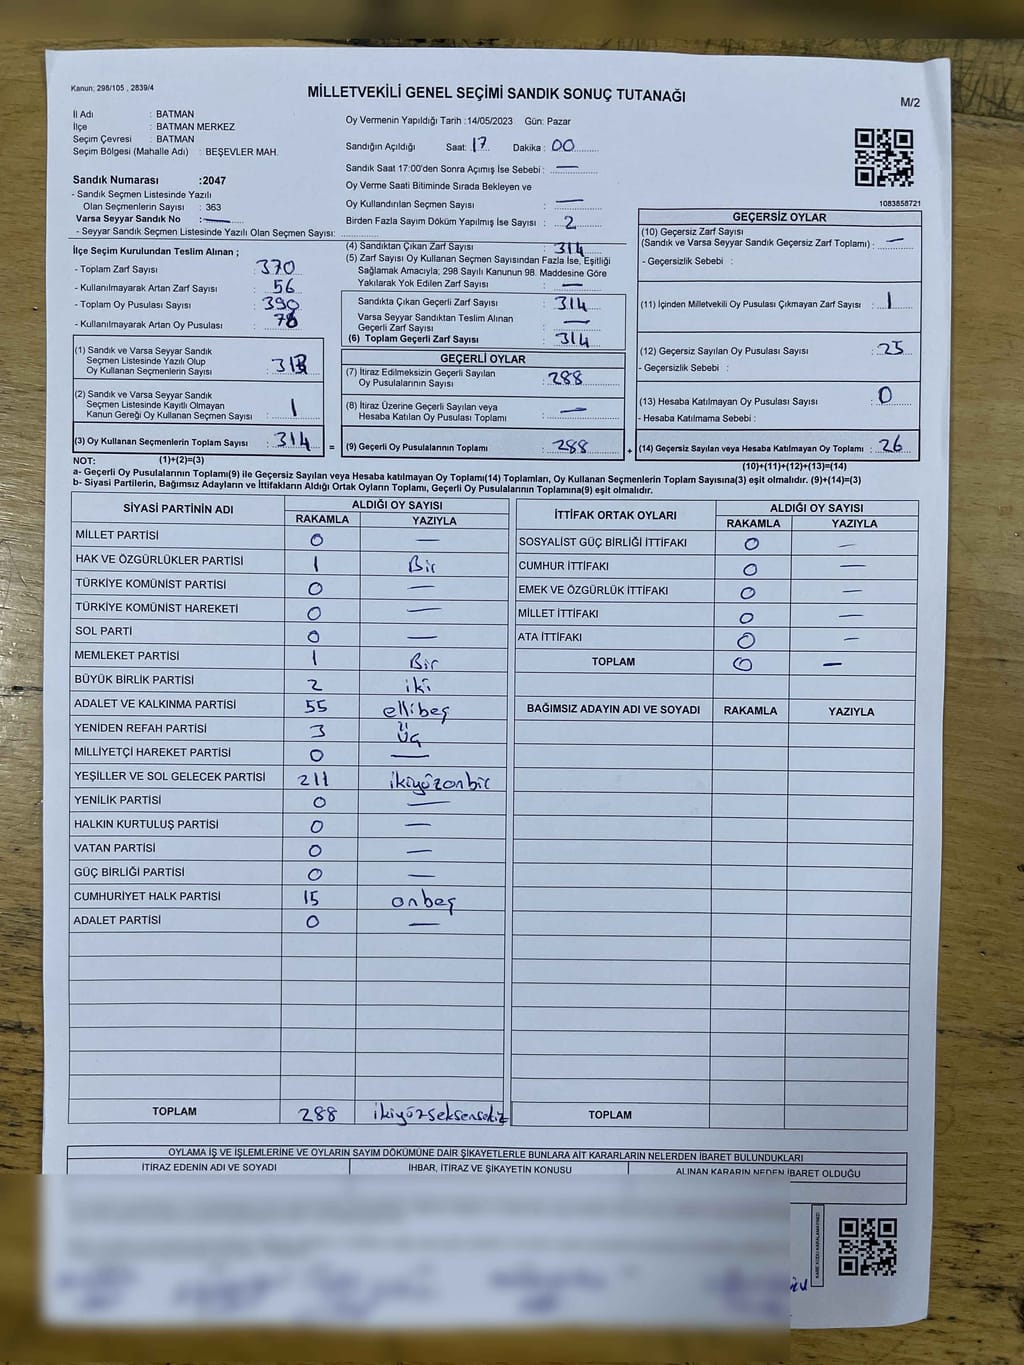 Kanun; 298/105 , 2839/4
MİLLETVEKİLİ GENEL SEÇİMİ SANDIK SONUÇ TUTANAĞI
M/2
İl Adı : BATMAN
İlçe : BATMAN MERKEZ
Seçim Çevresi : BATMAN
Seçim Bölgesi (Mahalle Adı) : BEŞEVLER MAH.
Sandık Numarası :2047
- Sandık Seçmen Listesinde Yazılı
Olan Seçmenlerin Sayısı : 363
Varsa Seyyar Sandık No : —
- Seyyar Sandık Seçmen Listesinde Yazılı Olan Seçmen Sayısı:
Oy Vermenin Yapıldığı Tarih :14/05/2023 Gün: Pazar
Sandığın Açıldığı Saat: 17 Dakika : 00
Sandık Saat 17:00'den Sonra Açımış İse Sebebi : —
Oy Verme Saati Bitiminde Sırada Bekleyen ve
Oy Kullandırılan Seçmen Sayısı : —
Birden Fazla Sayım Döküm Yapılmış İse Sayısı : 2
1083858721
İlçe Seçim Kurulundan Teslim Alınan ;
- Toplam Zarf Sayısı : 370
- Kullanılmayarak Artan Zarf Sayısı : 56
- Toplam Oy Pusulası Sayısı : 390
- Kullanılmayarak Artan Oy Pusulası : 76
(1) Sandık ve Varsa Seyyar Sandık
Seçmen Listesinde Yazılı Olup
Oy Kullanan Seçmenlerin Sayısı : 313
(2) Sandık ve Varsa Seyyar Sandık
Seçmen Listesinde Kayıtlı Olmayan
Kanun Gereği Oy Kullanan Seçmen Sayısı : 1
(3) Oy Kullanan Seçmenlerin Toplam Sayısı : 314 =
(4) Sandıktan Çıkan Zarf Sayısı : 314
(5) Zarf Sayısı Oy Kullanan Seçmen Sayısından Fazla İse, Eşitliği
Sağlamak Amacıyla, 298 Sayılı Kanunun 98. Maddesine Göre
Yakılarak Yok Edilen Zarf Sayısı : —
Sandıkta Çıkan Geçerli Zarf Sayısı : 314
Varsa Seyyar Sandıktan Teslim Alınan
Geçerli Zarf Sayısı : —
(6) Toplam Geçerli Zarf Sayısı : 314
GEÇERLİ OYLAR
(7) İtiraz Edilmeksizin Geçerli Sayılan
Oy Pusulalarının Sayısı : 288
(8) İtiraz Üzerine Geçerli Sayılan veya
Hesaba Katılan Oy Pusulası Toplamı : —
(9) Geçerli Oy Pusulalarının Toplamı : 288 +
GEÇERSİZ OYLAR
(10) Geçersiz Zarf Sayısı
(Sandık ve Varsa Seyyar Sandık Geçersiz Zarf Toplamı) : —
- Geçersizlik Sebebi :
(11) İçinden Milletvekili Oy Pusulası Çıkmayan Zarf Sayısı : 1
(12) Geçersiz Sayılan Oy Pusulası Sayısı : 25
- Geçersizlik Sebebi :
(13) Hesaba Katılmayan Oy Pusulası Sayısı : 0
- Hesaba Katılmama Sebebi :
(14) Geçersiz Sayılan veya Hesaba Katılmayan Oy Toplamı : 26
NOT: (1)+(2)=(3)
(10)+(11)+(12)+(13)=(14)
a- Geçerli Oy Pusulalarının Toplamı(9) ile Geçersiz Sayılan veya Hesaba katılmayan Oy Toplamı(14) Toplamları, Oy Kullanan Seçmenlerin Toplam Sayısına(3) eşit olmalıdır. (9)+(14)=(3)
b- Siyasi Partilerin, Bağımsız Adayların ve İttifakların Aldığı Ortak Oyların Toplamı, Geçerli Oy Pusulalarının Toplamına(9) eşit olmalıdır.
SİYASİ PARTİNİN ADI ALDIĞI OY SAYISI
RAKAMLA YAZIYLA
MİLLET PARTİSİ 0 —
HAK VE ÖZGÜRLÜKLER PARTİSİ 1 Bir
TÜRKİYE KOMÜNİST PARTİSİ 0 —
TÜRKİYE KOMÜNİST HAREKETİ 0 —
SOL PARTİ 0 —
MEMLEKET PARTİSİ 1 Bir
BÜYÜK BİRLİK PARTİSİ 2 iki
ADALET VE KALKINMA PARTİSİ 55 ellibeş
YENİDEN REFAH PARTİSİ 3 Üç
MİLLİYETÇİ HAREKET PARTİSİ 0 —
YEŞİLLER VE SOL GELECEK PARTİSİ 211 ikiyüzonbir
YENİLİK PARTİSİ 0 —
HALKIN KURTULUŞ PARTİSİ 0 —
VATAN PARTİSİ 0 —
GÜÇ BİRLİĞİ PARTİSİ 0 —
CUMHURİYET HALK PARTİSİ 15 onbeş
ADALET PARTİSİ 0 —
TOPLAM 288 ikiyüzseksensekiz
İTTİFAK ORTAK OYLARI ALDIĞI OY SAYISI
RAKAMLA YAZIYLA
SOSYALİST GÜÇ BİRLİĞİ İTTİFAKI 0 —
CUMHUR İTTİFAKI 0 —
EMEK VE ÖZGÜRLÜK İTTİFAKI 0 —
MİLLET İTTİFAKI 0 —
ATA İTTİFAKI 0 —
TOPLAM 0 —
BAĞIMSIZ ADAYIN ADI VE SOYADI RAKAMLA YAZIYLA
TOPLAM
OYLAMA İŞ VE İŞLEMLERİNE VE OYLARIN SAYIM DÖKÜMÜNE DAİR ŞİKAYETLERLE BUNLARA AİT KARARLARIN NELERDEN İBARET BULUNDUKLARI
İTİRAZ EDENİN ADI VE SOYADI İHBAR, İTİRAZ VE ŞİKAYETİN KONUSU ALINAN KARARIN NEDEN İBARET OLDUĞU